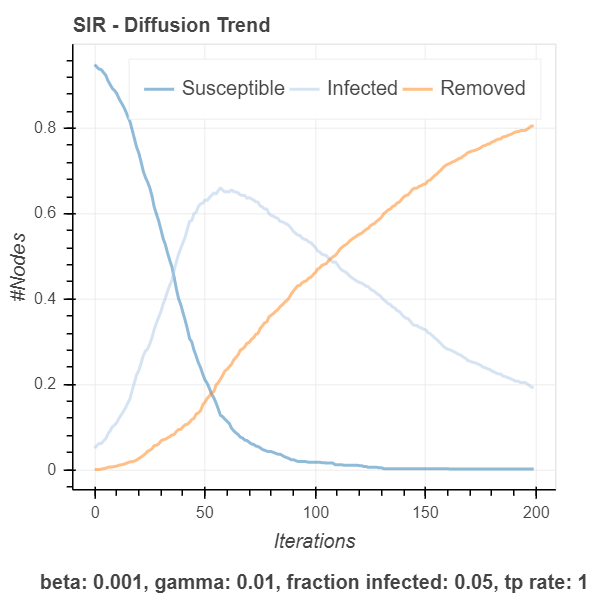 SIR - Diffusion Trend
Susceptible Infected Removed
0.8
0.6
0.4
0.2
0
#Nodes
0 50 100 150 200
Iterations
beta: 0.001, gamma: 0.01, fraction infected: 0.05, tp rate: 1